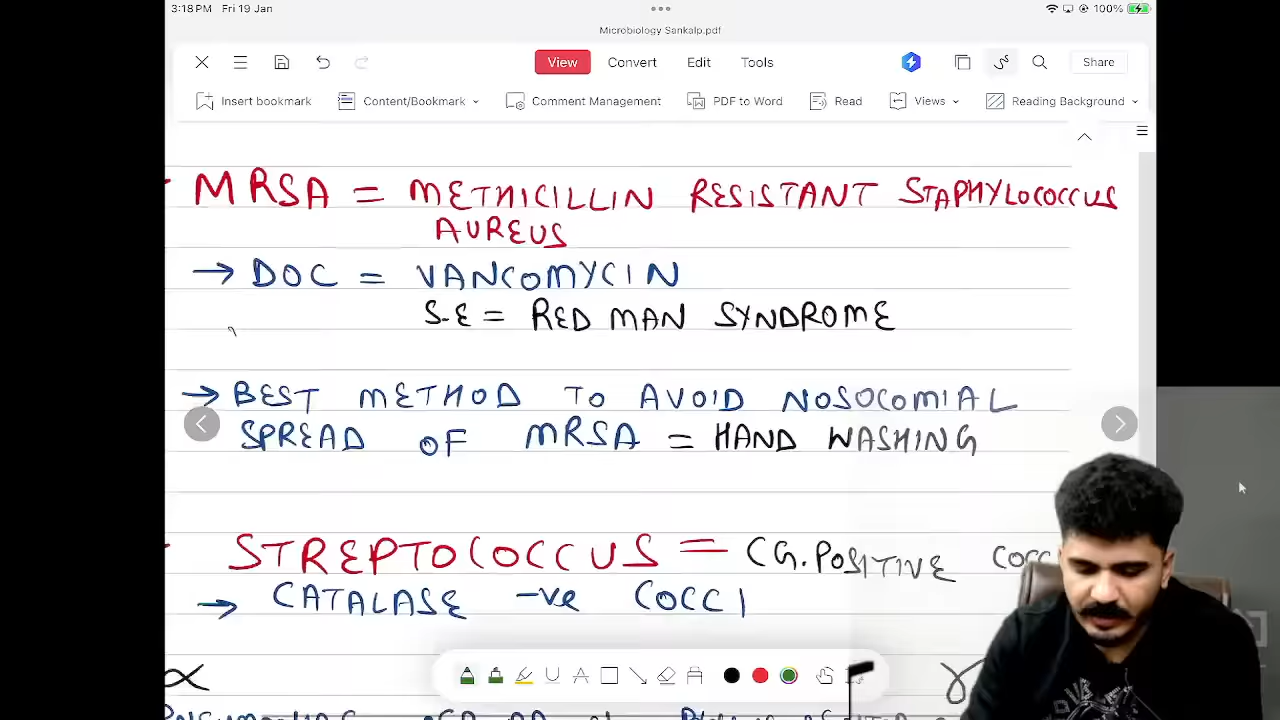 3:18 PM Fri 19 Jan
100%
Microbiology Sankalp.pdf
View Convert Edit Tools Share
Insert bookmark Content/Bookmark Comment Management PDF to Word Read Views Reading Background
MRSA = METHICILLIN RESISTANT STAPHYLOCOCCUS
AUREUS
→ DOC = VANCOMYCIN
S.E = RED MAN SYNDROME
→ BEST METHOD TO AVOID NOSOCOMIAL
SPREAD OF MRSA = HAND WASHING
STREPTOCOCCUS = CG.POSITIVE COCC
→ CATALASE -ve COCCI
α γ